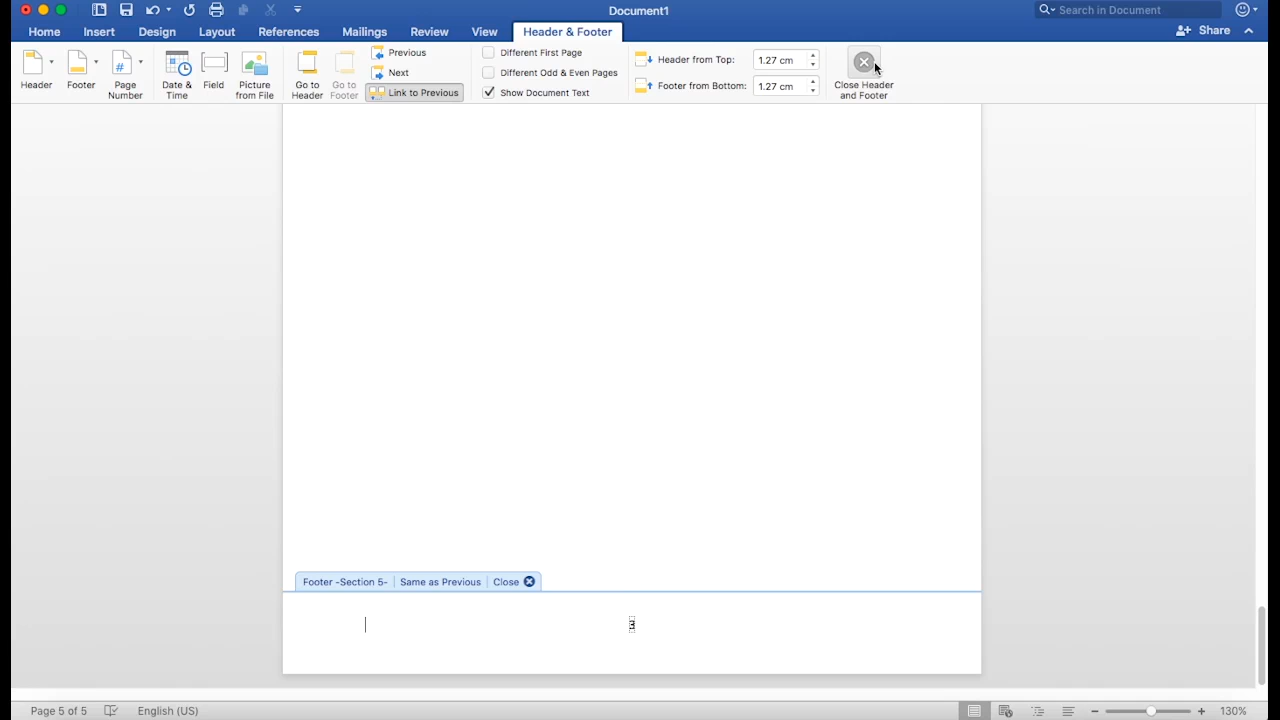 Document1
Search in Document
Home Insert Design Layout References Mailings Review View Header & Footer
Share
Header
Footer
Page Number
Date & Time
Field
Picture from File
Go to Header
Go to Footer
Previous
Next
Link to Previous
Different First Page
Different Odd & Even Pages
Show Document Text
Header from Top: 1.27 cm
Footer from Bottom: 1.27 cm
Close Header and Footer
Footer -Section 5- Same as Previous Close
3
Page 5 of 5 English (US) 130%